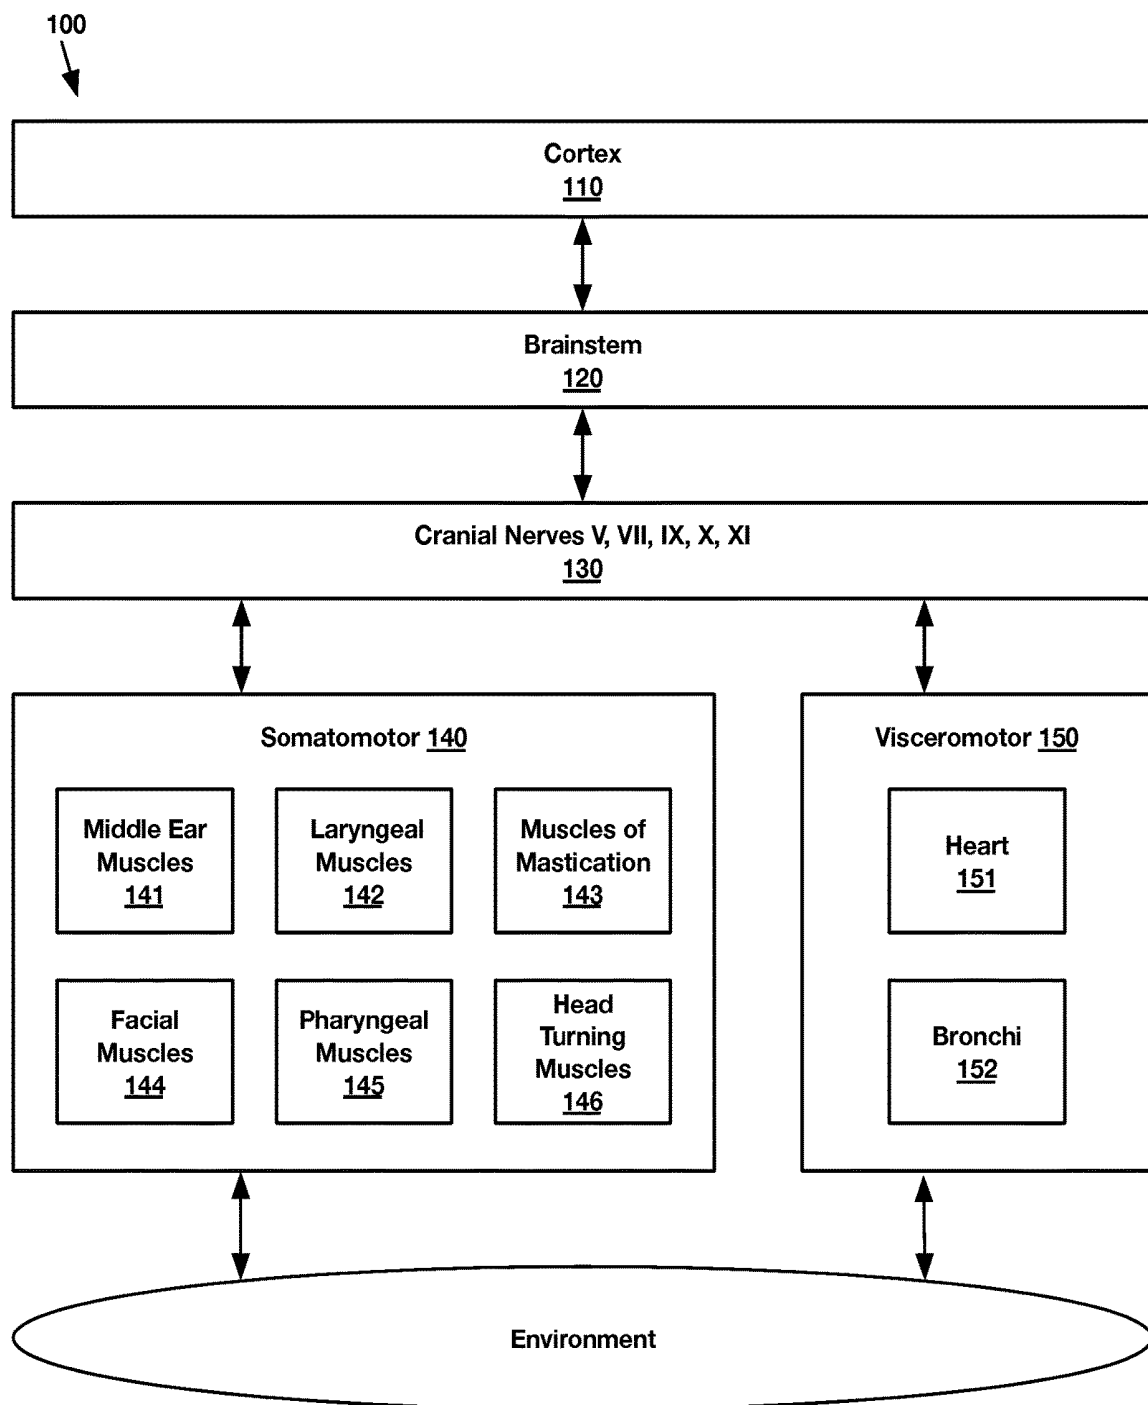 100
Cortex
110
Brainstem
120
Cranial Nerves V, VII, IX, X, XI
130
Somatomotor 140
Middle Ear
Muscles
141
Laryngeal
Muscles
142
Muscles of
Mastication
143
Facial
Muscles
144
Pharyngeal
Muscles
145
Head
Turning
Muscles
146
Visceromotor 150
Heart
151
Bronchi
152
Environment